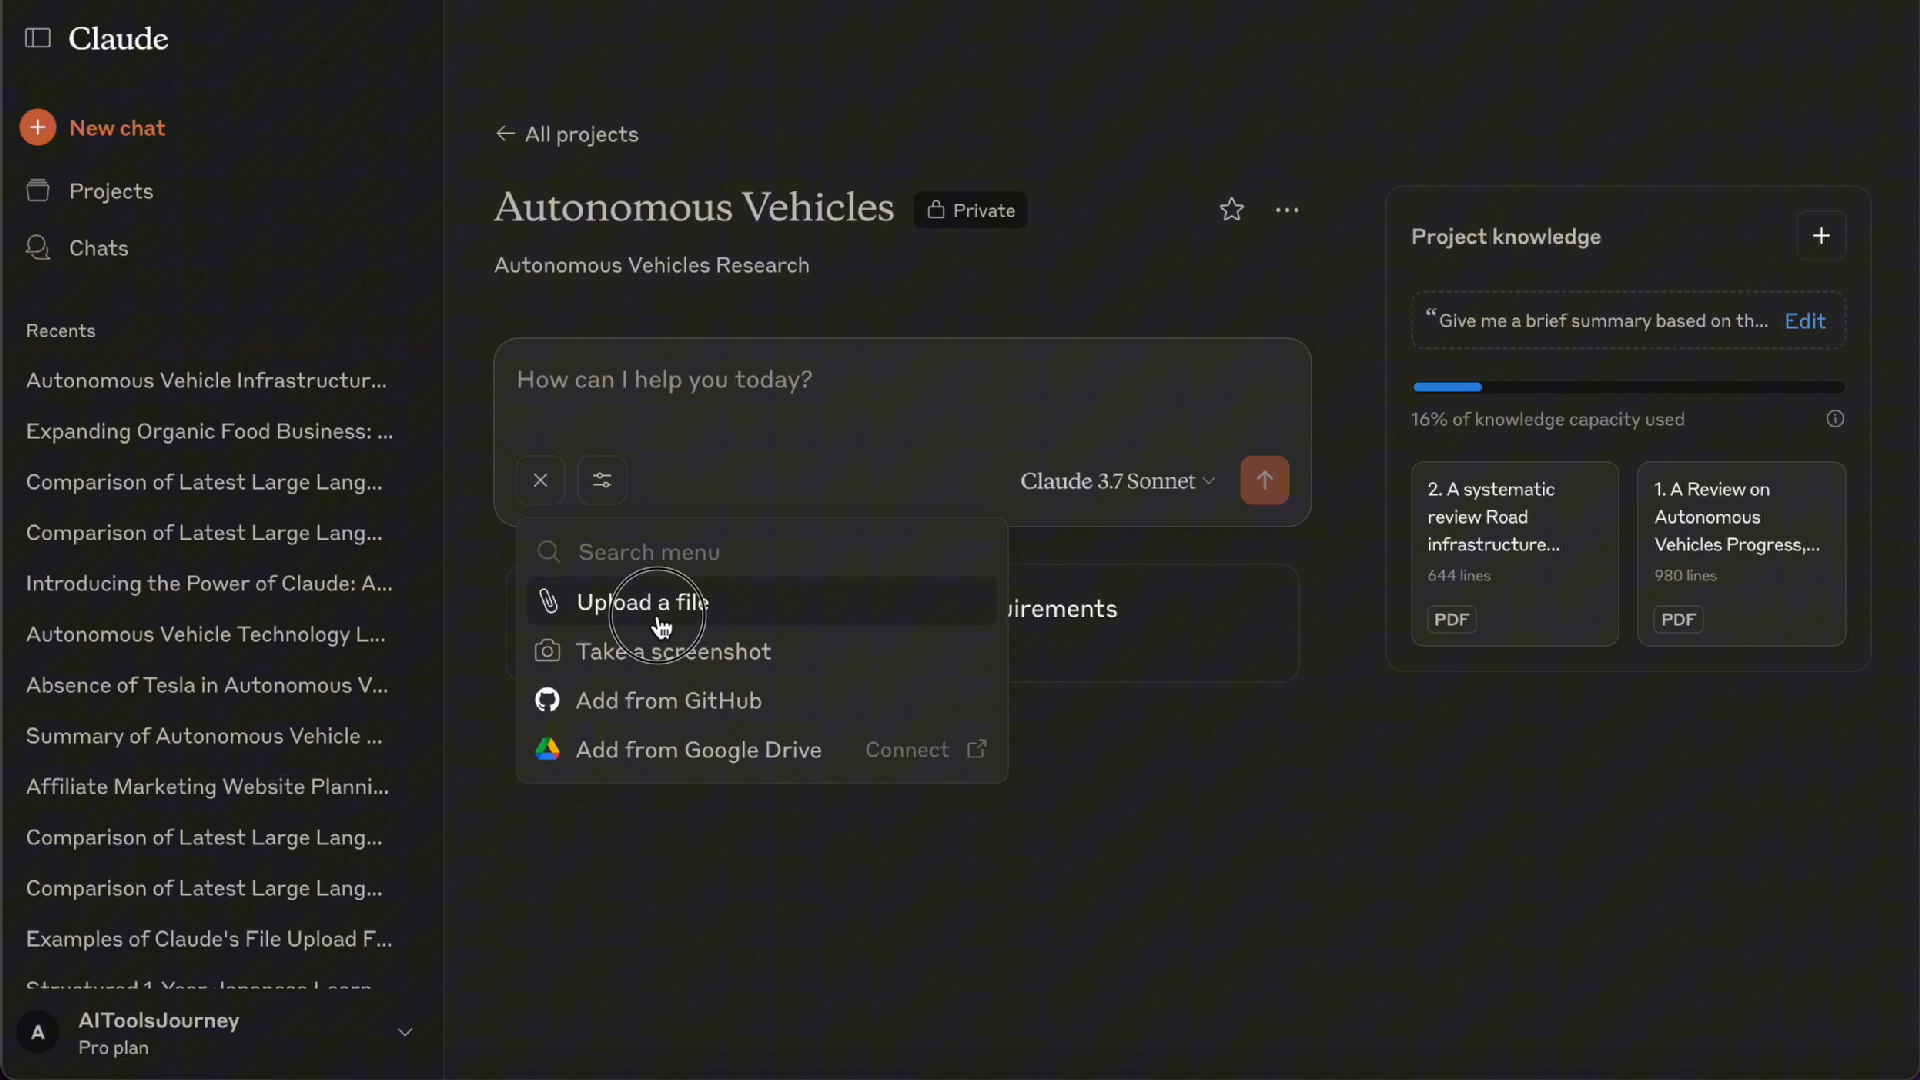 Claude
New chat
Projects
Chats
Recents
Autonomous Vehicle Infrastructur...
Expanding Organic Food Business: ...
Comparison of Latest Large Lang...
Comparison of Latest Large Lang...
Introducing the Power of Claude: A...
Autonomous Vehicle Technology L...
Absence of Tesla in Autonomous V...
Summary of Autonomous Vehicle ...
Affiliate Marketing Website Planni...
Comparison of Latest Large Lang...
Comparison of Latest Large Lang...
Examples of Claude's File Upload F...
Structured 1-Year Japanese Learn
A
AIToolsJourney
Pro plan
All projects
Autonomous Vehicles
Private
Autonomous Vehicles Research
How can I help you today?
Claude 3.7 Sonnet
Search menu
Upload a file
uirements
Take a screenshot
Add from GitHub
Add from Google Drive Connect
Project knowledge
“Give me a brief summary based on th... Edit
16% of knowledge capacity used
2. A systematic
review Road
infrastructure...
644 lines
PDF
1. A Review on
Autonomous
Vehicles Progress,...
980 lines
PDF